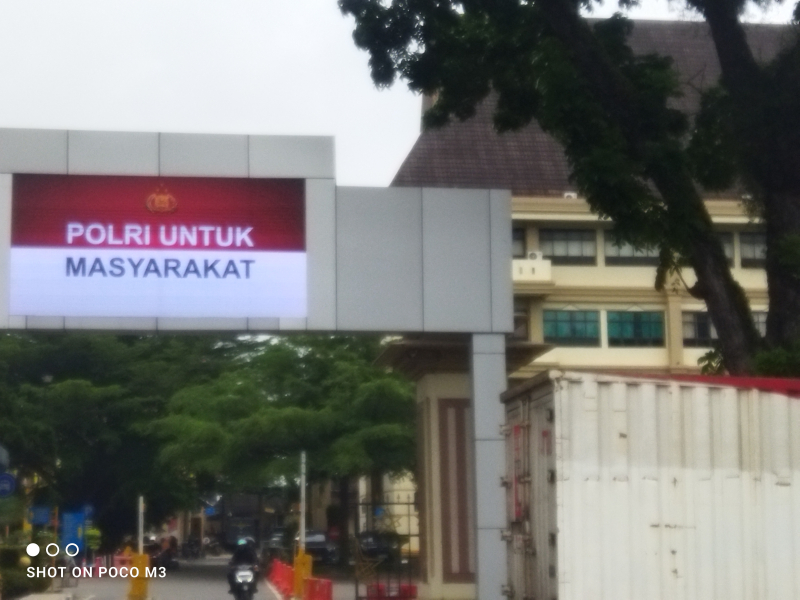 POLRI UNTUK
MASYARAKAT
SHOT ON POCO M3